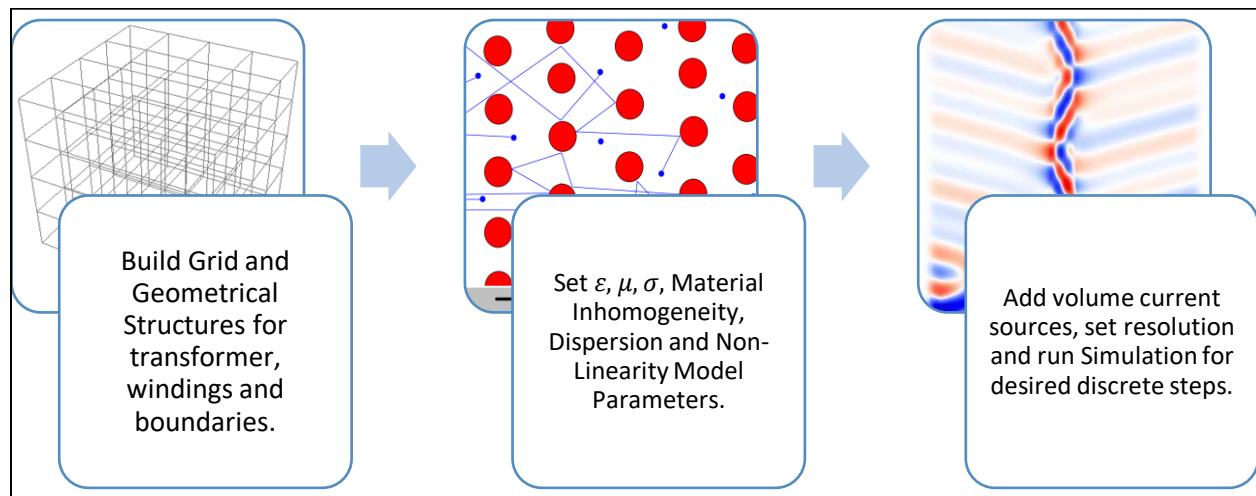 Build Grid and
Geometrical
Structures for
transformer,
windings and
boundaries.
Set ε, μ, σ, Material
Inhomogeneity,
Dispersion and Non-
Linearity Model
Parameters.
Add volume current
sources, set resolution
and run Simulation for
desired discrete steps.